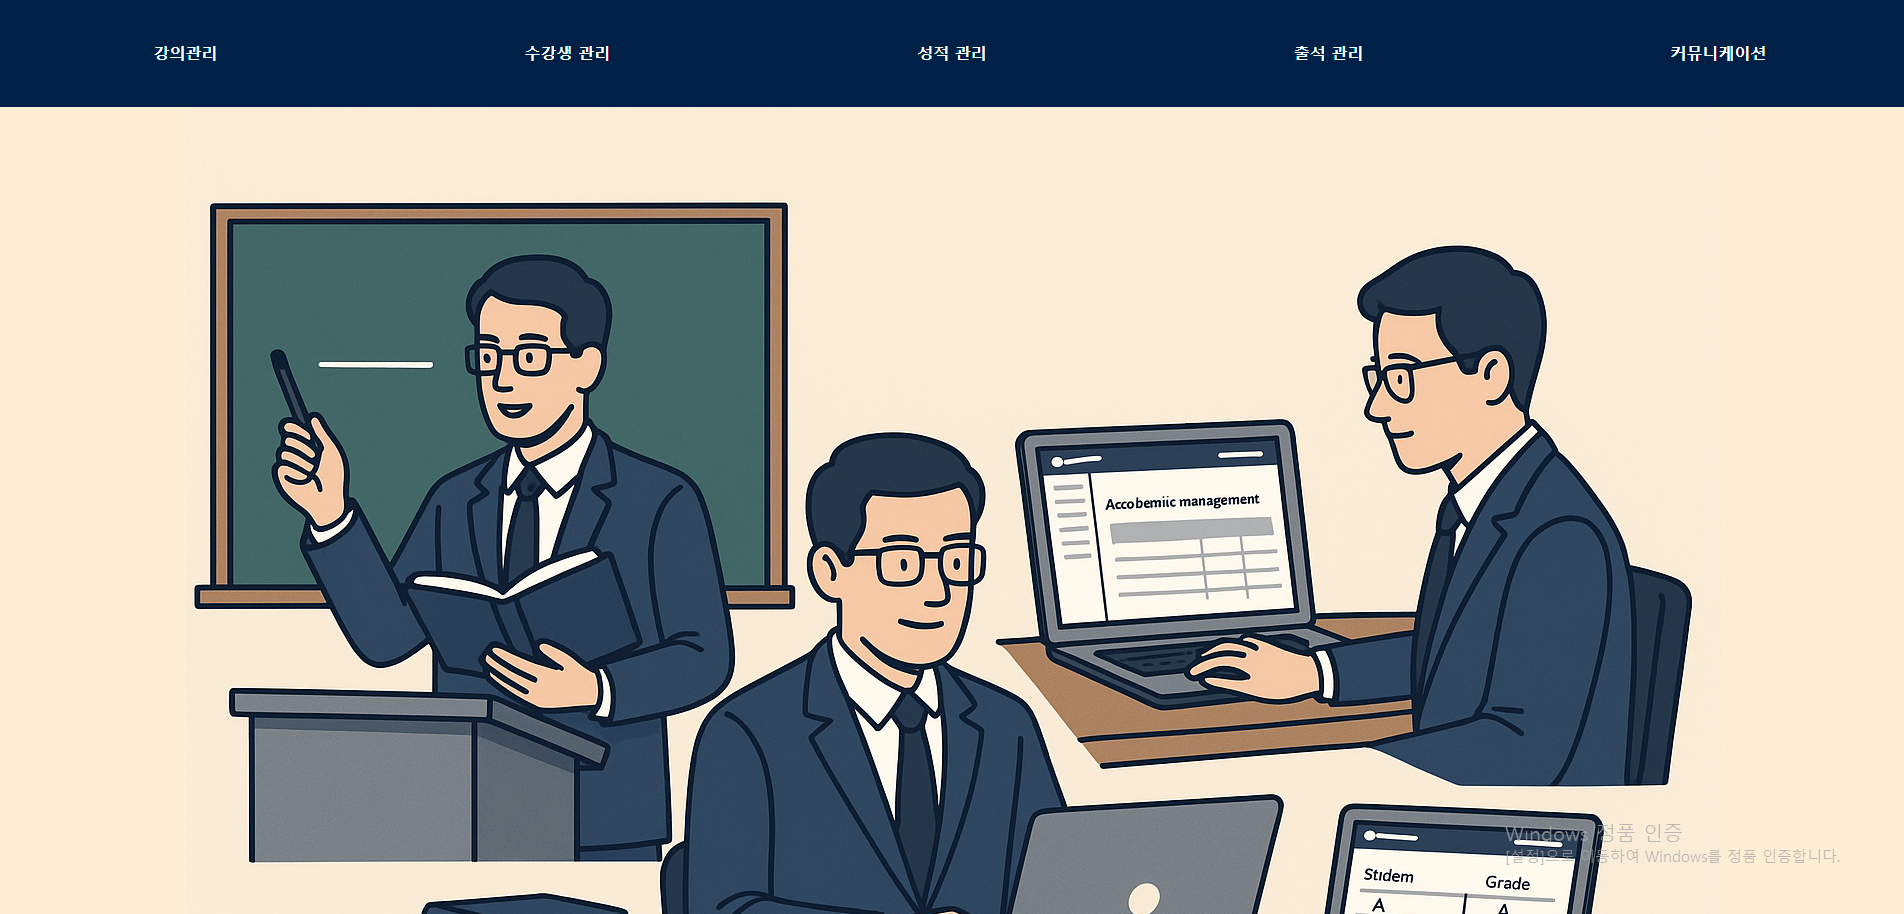 강의관리
수강생 관리
성적 관리
출석 관리
커뮤니케이션
Accobemiic management
Windows 정품 인증
[설정]으로 이동하여 Windows를 정품 인증합니다.
Stıdem Grade
A A